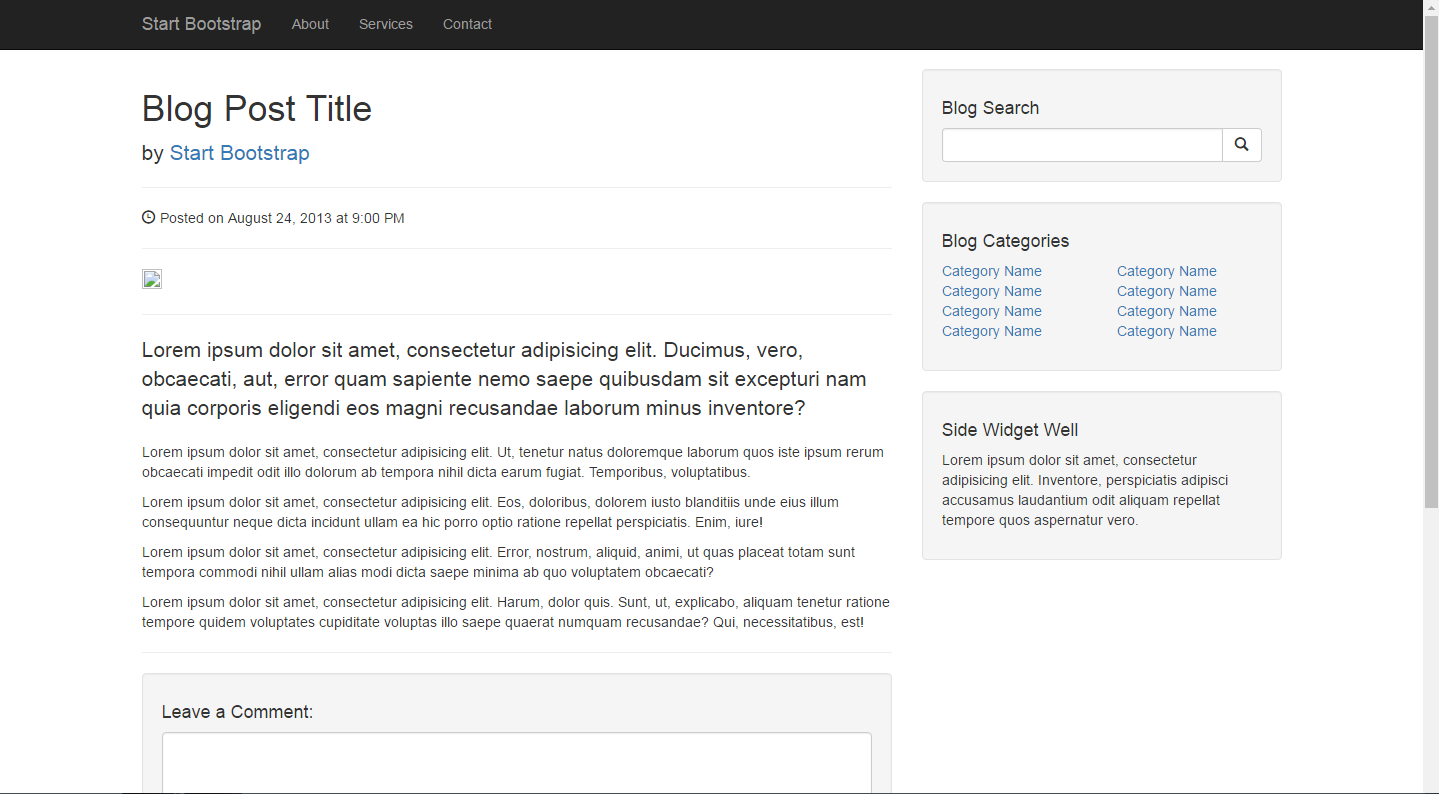 Start Bootstrap About Services Contact
Blog Post Title
by Start Bootstrap
Posted on August 24, 2013 at 9:00 PM
Lorem ipsum dolor sit amet, consectetur adipisicing elit. Ducimus, vero,
obcaecati, aut, error quam sapiente nemo saepe quibusdam sit excepturi nam
quia corporis eligendi eos magni recusandae laborum minus inventore?
Lorem ipsum dolor sit amet, consectetur adipisicing elit. Ut, tenetur natus doloremque laborum quos iste ipsum rerum
obcaecati impedit odit illo dolorum ab tempora nihil dicta earum fugiat. Temporibus, voluptatibus.
Lorem ipsum dolor sit amet, consectetur adipisicing elit. Eos, doloribus, dolorem iusto blanditiis unde eius illum
consequuntur neque dicta incidunt ullam ea hic porro optio ratione repellat perspiciatis. Enim, iure!
Lorem ipsum dolor sit amet, consectetur adipisicing elit. Error, nostrum, aliquid, animi, ut quas placeat totam sunt
tempora commodi nihil ullam alias modi dicta saepe minima ab quo voluptatem obcaecati?
Lorem ipsum dolor sit amet, consectetur adipisicing elit. Harum, dolor quis. Sunt, ut, explicabo, aliquam tenetur ratione
tempore quidem voluptates cupiditate voluptas illo saepe quaerat numquam recusandae? Qui, necessitatibus, est!
Leave a Comment:
Blog Search
Blog Categories
Category Name Category Name
Category Name Category Name
Category Name Category Name
Category Name Category Name
Side Widget Well
Lorem ipsum dolor sit amet, consectetur
adipisicing elit. Inventore, perspiciatis adipisci
accusamus laudantium odit aliquam repellat
tempore quos aspernatur vero.